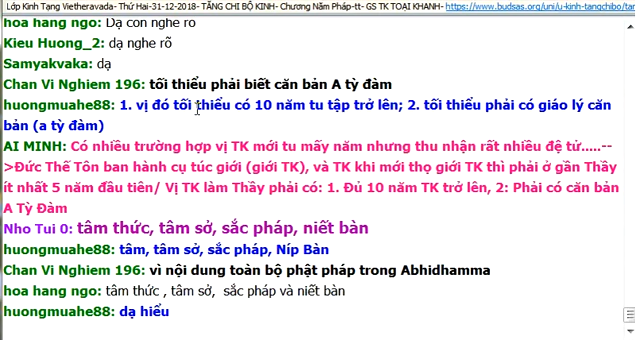 Lớp Kinh Tạng Vietheravada- Thứ Hai-31-12-2018- TĂNG CHI BỘ KINH- Chương Năm Pháp-tt- GS TK TOẠI KHANH- https://www.budsas.org/uni/u-kinh-tangchibo/tan
hoa hang ngo: Dạ con nghe rõ
Kieu Huong_2: dạ nghe rõ
Samyakvaka: dạ
Chan Vi Nghiem 196: tối thiểu phải biết căn bản A tỳ đàm
huongmuahe88: 1. vị đó tối thiểu có 10 năm tu tập trở lên; 2. tối thiểu phải có giáo lý căn
bản (a tỳ đàm)
AI MINH: Có nhiều trường hợp vị TK mới tu mấy năm nhưng thu nhận rất nhiều đệ tử.....--
>Đức Thế Tôn ban hành cụ túc giới (giới TK), và TK khi mới thọ giới TK thì phải ở gần Thầy
ít nhất 5 năm đầu tiên/ Vị TK làm Thầy phải có: 1. Đủ 10 năm TK trở lên, 2: Phải có căn bản
A Tỳ Đàm
Nho Tui 0: tâm thức, tâm sở, sắc pháp, niết bàn
huongmuahe88: tâm, tâm sở, sắc pháp, Níp Bàn
Chan Vi Nghiem 196: vì nội dung toàn bộ phật pháp trong Abhidhamma
hoa hang ngo: tâm thức , tâm sở, sắc pháp và niết bàn
huongmuahe88: dạ hiểu